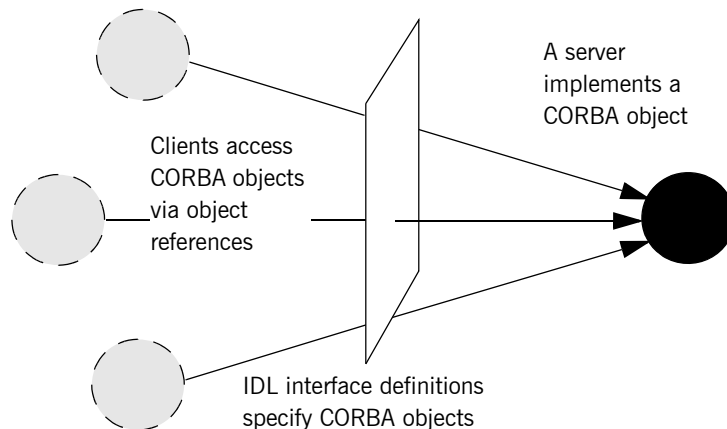 A server
implements a
CORBA object
Clients access
CORBA objects
via object
references
IDL interface definitions
specify CORBA objects